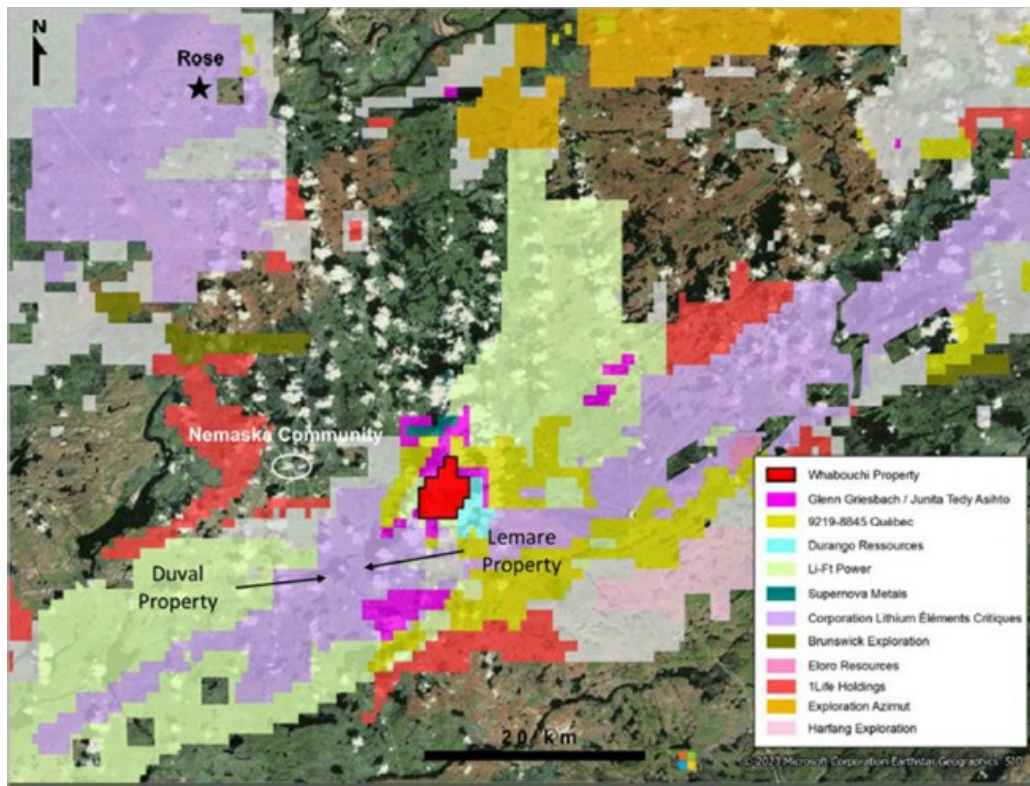 N
Rose
Nemaska Community
Duval
Property
Lemare
Property
Whabouchi Property
Glenn Griesbach / Junita Tedy Asihto
9219-8845 Québec
Durango Ressources
Li-Ft Power
Supernova Metals
Corporation Lithium Éléments Critiques
Brunswick Exploration
Eloro Resources
1Life Holdings
Exploration Azimut
Harfang Exploration
20 km
© 2023 Microsoft Corporation Earthstar Geographics SIO